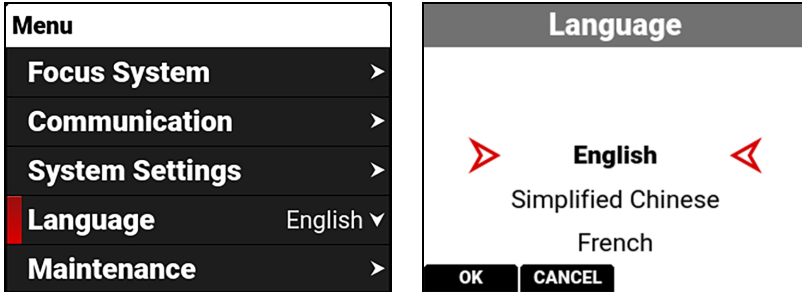 Menu
Focus System
Communication
System Settings
Language English
Maintenance
Language
English
Simplified Chinese
French
OK CANCEL